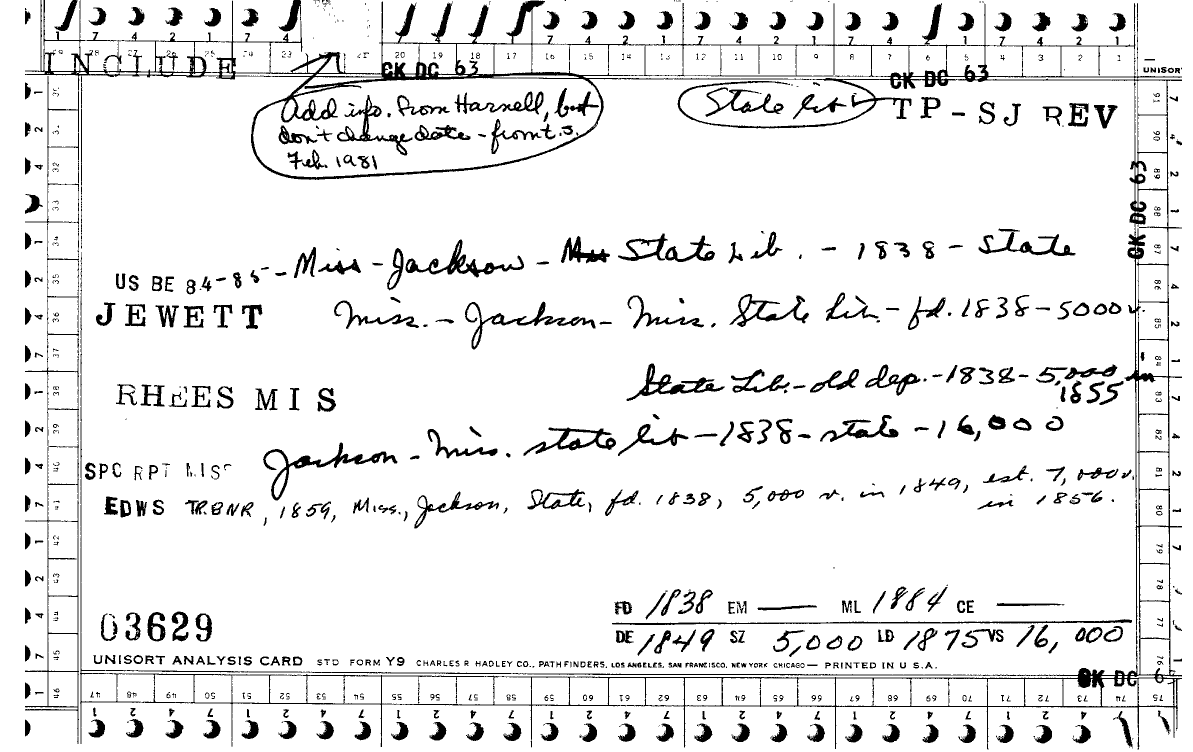 INCLUDE
CK DC 63
CK DC 63
UNISORT
Add info. from Harnell, but
don't change date - from t.s.
Feb. 1981
State lib
TP-SJ REV
CK DC 63
US BE 84-85 - Miss - Jackson - State Lib. - 1838 - State
JEWETT Miss. - Jackson - Miss. State Lib. - fd. 1838 - 5000 v.
RHEES MIS State Lib. - old dep. - 1838 - 5,000 in
1855
SPC RPT MISS Jackson - Miss. state lib - 1838 - state - 16,000
EDWS TR.BNR, 1859, Miss., Jackson, State, fd. 1838, 5,000 v. in 1849, est. 7,000 v.
in 1856.
FD 1838 EM — ML 1884 CE —
03629 DE 1849 SZ 5,000 LD 1875 VS 16,000
UNISORT ANALYSIS CARD STD FORM Y9 CHARLES R HADLEY CO., PATHFINDERS, LOS ANGELES, SAN FRANCISCO, NEW YORK CHICAGO — PRINTED IN U S A.
CK DC 6